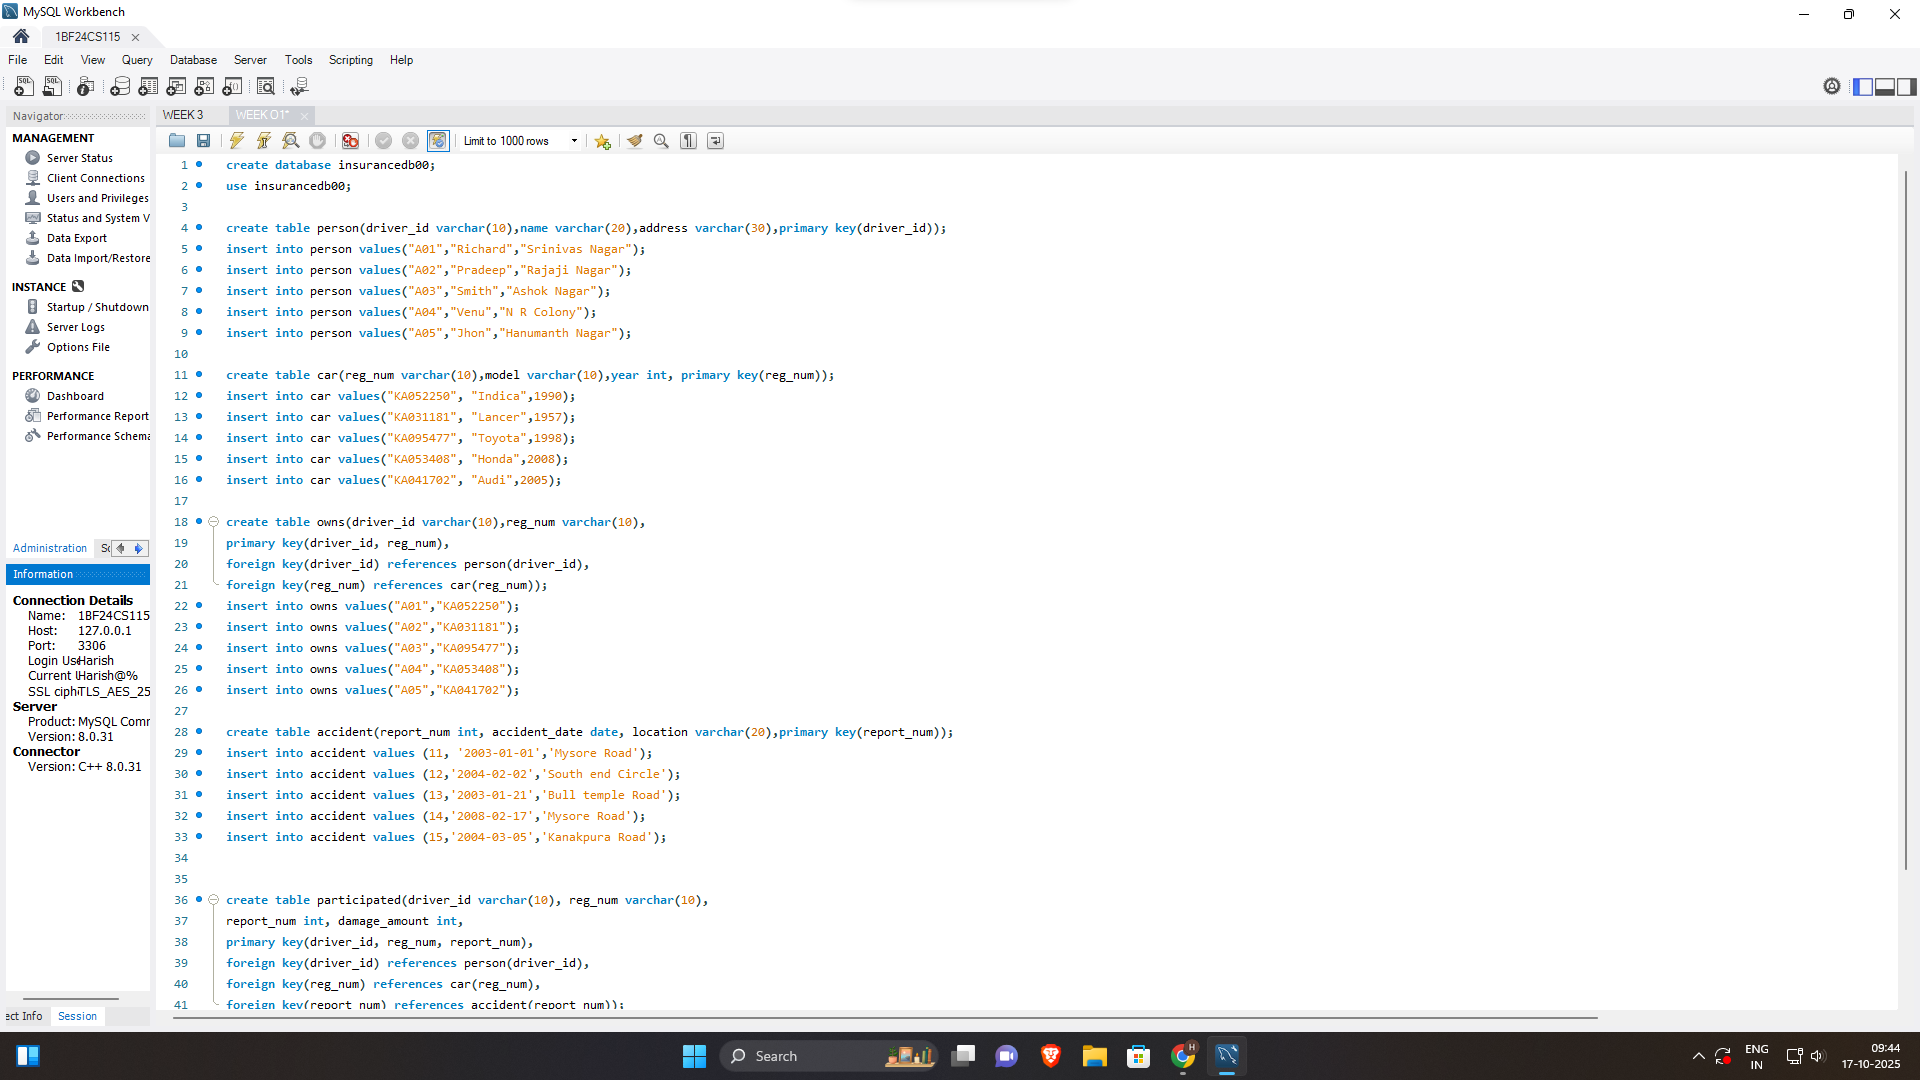 MySQL Workbench
1BF24CS115
File Edit View Query Database Server Tools Scripting Help
Navigator
MANAGEMENT
Server Status
Client Connections
Users and Privileges
Status and System V
Data Export
Data Import/Restore
INSTANCE
Startup / Shutdown
Server Logs
Options File
PERFORMANCE
Dashboard
Performance Report
Performance Schema
Administration Sc
Information
Connection Details
Name: 1BF24CS115
Host: 127.0.0.1
Port: 3306
Login Use Harish
Current U Harish@%
SSL ciph TLS_AES_25
Server
Product: MySQL Comm
Version: 8.0.31
Connector
Version: C++ 8.0.31
ect Info Session
WEEK 3 WEEK O1*
Limit to 1000 rows
1 create database insurancedb00;
2 use insurancedb00;
3
4 create table person(driver_id varchar(10),name varchar(20),address varchar(30),primary key(driver_id));
5 insert into person values("A01","Richard","Srinivas Nagar");
6 insert into person values("A02","Pradeep","Rajaji Nagar");
7 insert into person values("A03","Smith","Ashok Nagar");
8 insert into person values("A04","Venu","N R Colony");
9 insert into person values("A05","Jhon","Hanumanth Nagar");
10
11 create table car(reg_num varchar(10),model varchar(10),year int, primary key(reg_num));
12 insert into car values("KA052250", "Indica",1990);
13 insert into car values("KA031181", "Lancer",1957);
14 insert into car values("KA095477", "Toyota",1998);
15 insert into car values("KA053408", "Honda",2008);
16 insert into car values("KA041702", "Audi",2005);
17
18 create table owns(driver_id varchar(10),reg_num varchar(10),
19 primary key(driver_id, reg_num),
20 foreign key(driver_id) references person(driver_id),
21 foreign key(reg_num) references car(reg_num));
22 insert into owns values("A01","KA052250");
23 insert into owns values("A02","KA031181");
24 insert into owns values("A03","KA095477");
25 insert into owns values("A04","KA053408");
26 insert into owns values("A05","KA041702");
27
28 create table accident(report_num int, accident_date date, location varchar(20),primary key(report_num));
29 insert into accident values (11, '2003-01-01','Mysore Road');
30 insert into accident values (12,'2004-02-02','South end Circle');
31 insert into accident values (13,'2003-01-21','Bull temple Road');
32 insert into accident values (14,'2008-02-17','Mysore Road');
33 insert into accident values (15,'2004-03-05','Kanakpura Road');
34
35
36 create table participated(driver_id varchar(10), reg_num varchar(10),
37 report_num int, damage_amount int,
38 primary key(driver_id, reg_num, report_num),
39 foreign key(driver_id) references person(driver_id),
40 foreign key(reg_num) references car(reg_num),
41 foreign key(report_num) references accident(report_num));
Search
H
ENG
IN
09:44
17-10-2025